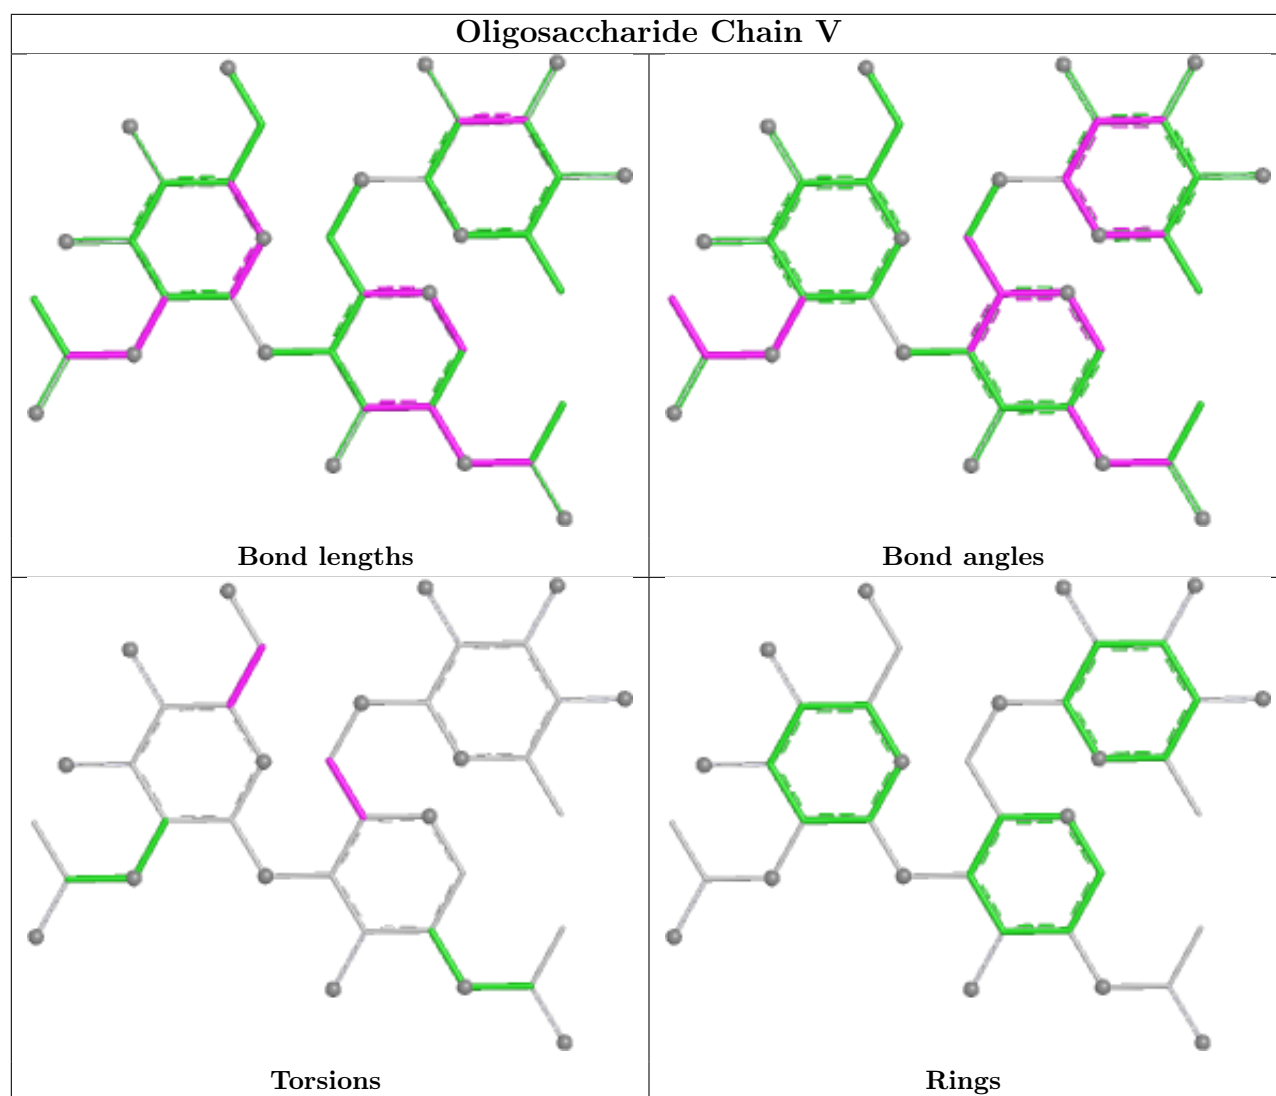 Oligosaccharide Chain V
Bond lengths
Bond angles
Torsions
Rings